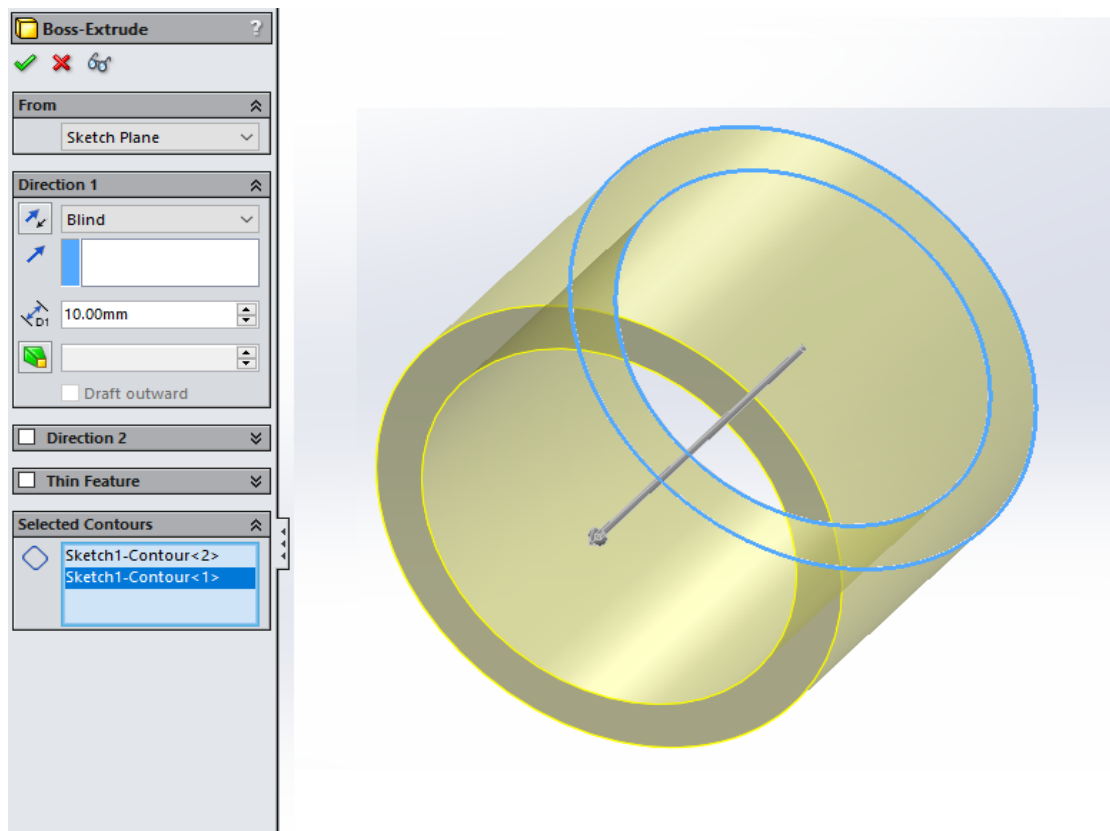 Boss-Extrude ?
From
Sketch Plane
Direction 1
Blind
D1 10.00mm
Draft outward
Direction 2
Thin Feature
Selected Contours
Sketch1-Contour<2>
Sketch1-Contour<1>